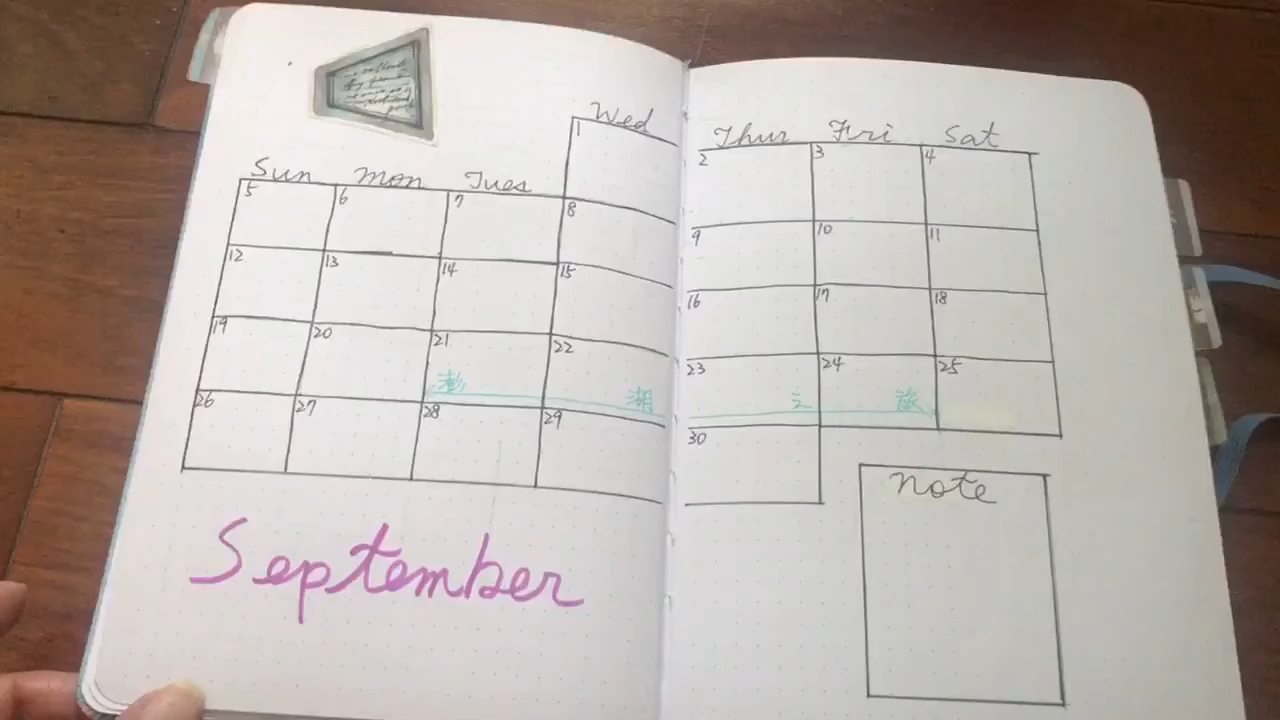 Wed Thur Fri Sat
1 2 3 4
Sun Mon Tues
5 6 7 8 9 10 11
12 13 14 15 16 17 18
19 20 21 22 23 24 25
澎 湖 之 旅
26 27 28 29 30
Note
September